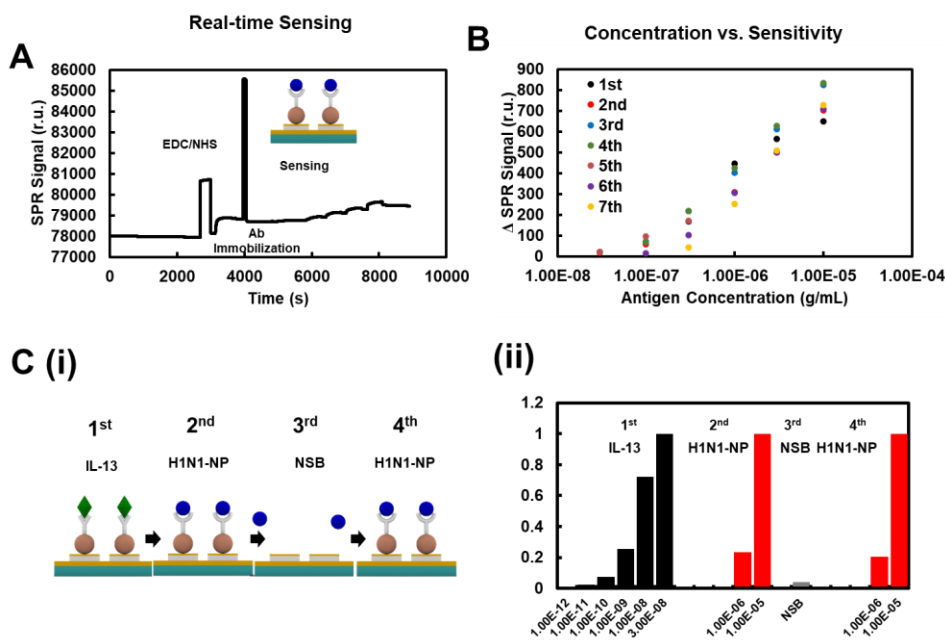 Real-time Sensing
A
86000
85000
84000
83000
82000
81000
80000
79000
78000
77000
SPR Signal (r.u.)
EDC/NHS
Sensing
Ab
Immobilization
0
2000
4000
6000
8000
10000
Time (s)
Concentration vs. Sensitivity
B
900
800
700
600
500
400
300
200
100
0
Δ SPR Signal (r.u.)
1st
2nd
3rd
4th
5th
6th
7th
1.00E-08
1.00E-07
1.00E-06
1.00E-05
1.00E-04
Antigen Concentration (g/mL)
C (i)
1st
2nd
3rd
4th
IL-13
H1N1-NP
NSB
H1N1-NP
(ii)
1.2
1
0.8
0.6
0.4
0.2
0
1st
IL-13
2nd
H1N1-NP
3rd
NSB
4th
H1N1-NP
1.00E-12
1.00E-11
1.00E-10
1.00E-09
1.00E-08
3.00E-08
1.00E-06
1.00E-05
NSB
1.00E-06
1.00E-05